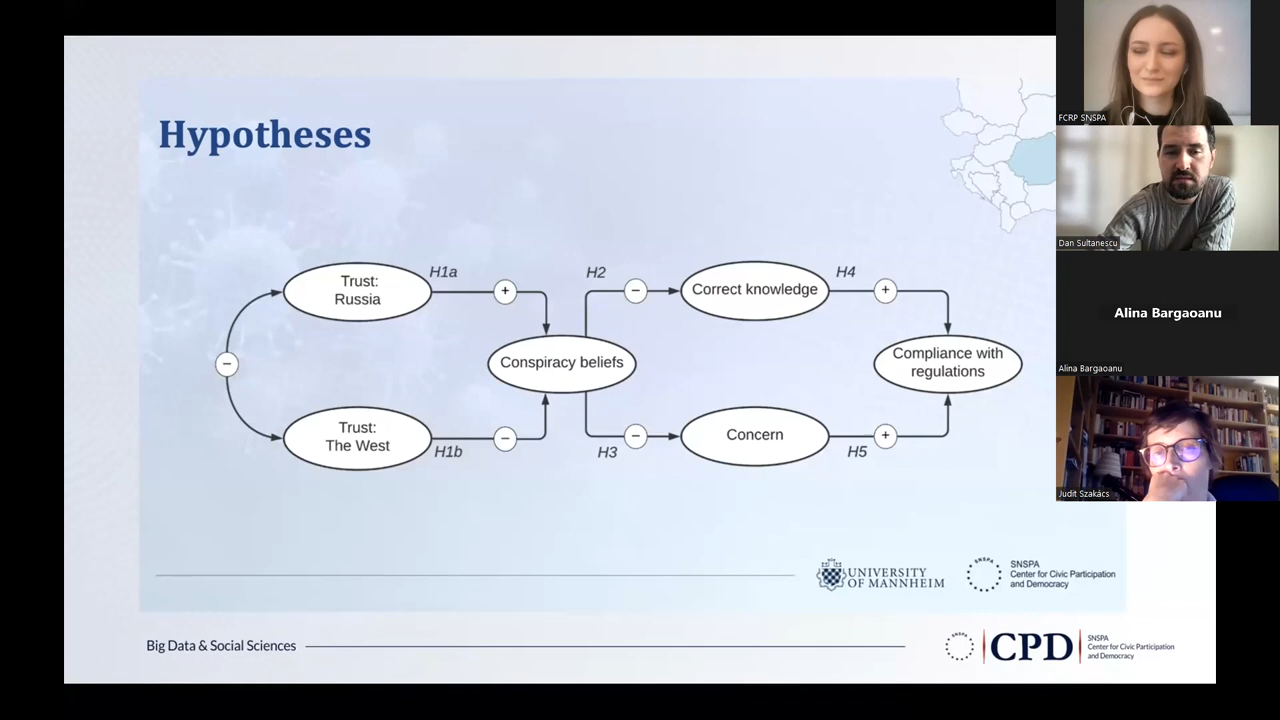 Hypotheses
Trust:
Russia
H1a
+
H2
−
Correct knowledge
H4
+
−
Conspiracy beliefs
Compliance with
regulations
Trust:
The West
H1b
−
H3
−
Concern
H5
+
UNIVERSITY
OF MANNHEIM
SNSPA
SNSPA
Center for Civic Participation
and Democracy
Big Data & Social Sciences
SNSPA
CPD
SNSPA
Center for Civic Participation
and Democracy
FCRP SNSPA
Dan Sultanescu
Alina Bargaoanu
Alina Bargaoanu
Judit Szakács